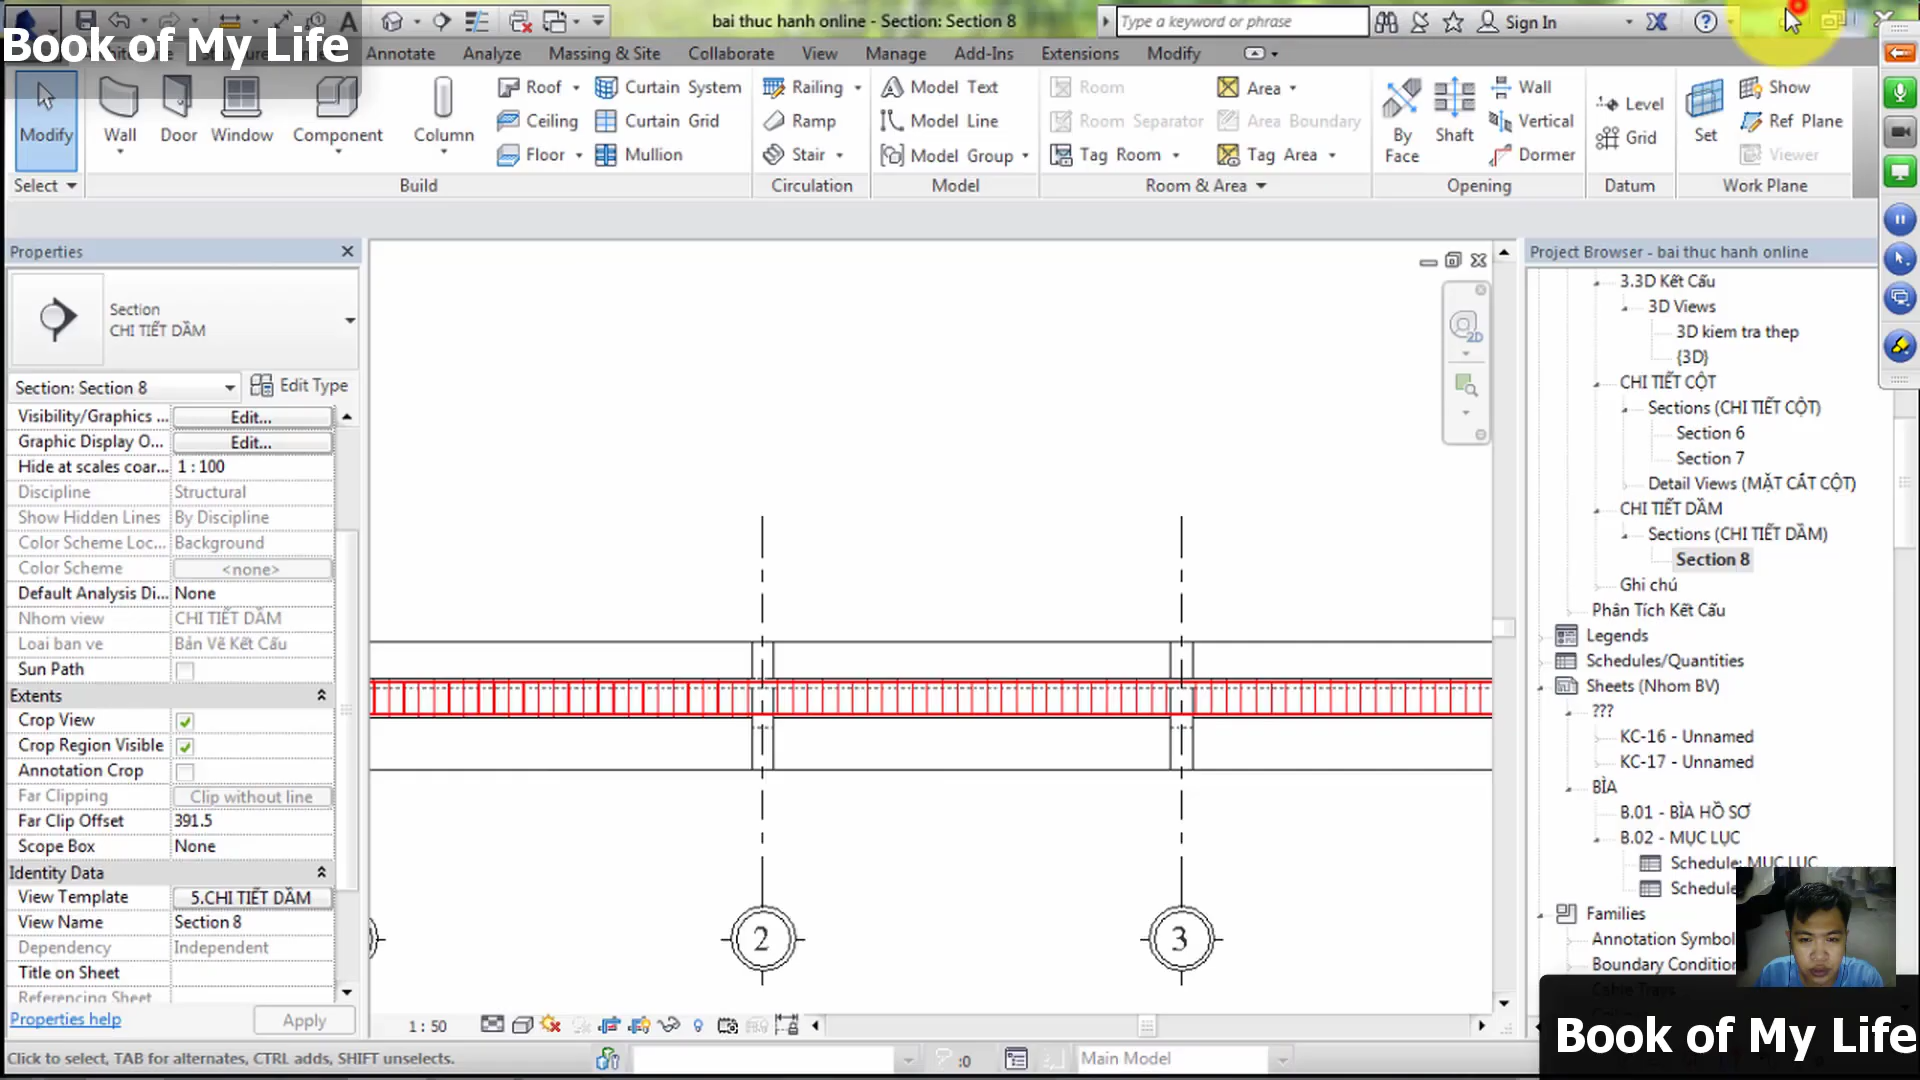 bai thuc hanh online - Section: Section 8
Type a keyword or phrase
Sign In
Book of My Life
Annotate
Analyze
Massing & Site
Collaborate
View
Manage
Add-Ins
Extensions
Modify
Modify
Wall
Door
Window
Component
Column
Roof
Ceiling
Floor
Curtain System
Curtain Grid
Mullion
Railing
Ramp
Stair
Model Text
Model Line
Model Group
Room
Room Separator
Tag Room
Area
Area Boundary
Tag Area
By Face
Shaft
Wall
Vertical
Dormer
Level
Grid
Set
Show
Ref Plane
Viewer
Select
Build
Circulation
Model
Room & Area
Opening
Datum
Work Plane
Properties
Section
CHI TIẾT DẦM
Section: Section 8
Edit Type
Visibility/Graphics ... Edit...
Graphic Display O... Edit...
Hide at scales coar... 1 : 100
Discipline Structural
Show Hidden Lines By Discipline
Color Scheme Loc... Background
Color Scheme <none>
Default Analysis Di... None
Nhom view CHI TIẾT DẦM
Loai ban ve Bản Vẽ Kết Cấu
Sun Path
Extents
Crop View
Crop Region Visible
Annotation Crop
Far Clipping Clip without line
Far Clip Offset 391.5
Scope Box None
Identity Data
View Template 5.CHI TIẾT DẦM
View Name Section 8
Dependency Independent
Title on Sheet
Referencing Sheet
Properties help
Apply
2D
2
3
1 : 50
Project Browser - bai thuc hanh online
3.3D Kết Cấu
3D Views
3D kiem tra thep
{3D}
CHI TIẾT CỘT
Sections (CHI TIẾT CỘT)
Section 6
Section 7
Detail Views (MẶT CẮT CỘT)
CHI TIẾT DẦM
Sections (CHI TIẾT DẦM)
Section 8
Ghi chú
Phân Tích Kết Cấu
Legends
Schedules/Quantities
Sheets (Nhom BV)
???
KC-16 - Unnamed
KC-17 - Unnamed
BÌA
B.01 - BÌA HỒ SƠ
B.02 - MỤC LỤC
Schedule: MUC LUC
Schedule
Families
Annotation Symbol
Boundary Condition
Click to select, TAB for alternates, CTRL adds, SHIFT unselects.
:0
Main Model
Book of My Life